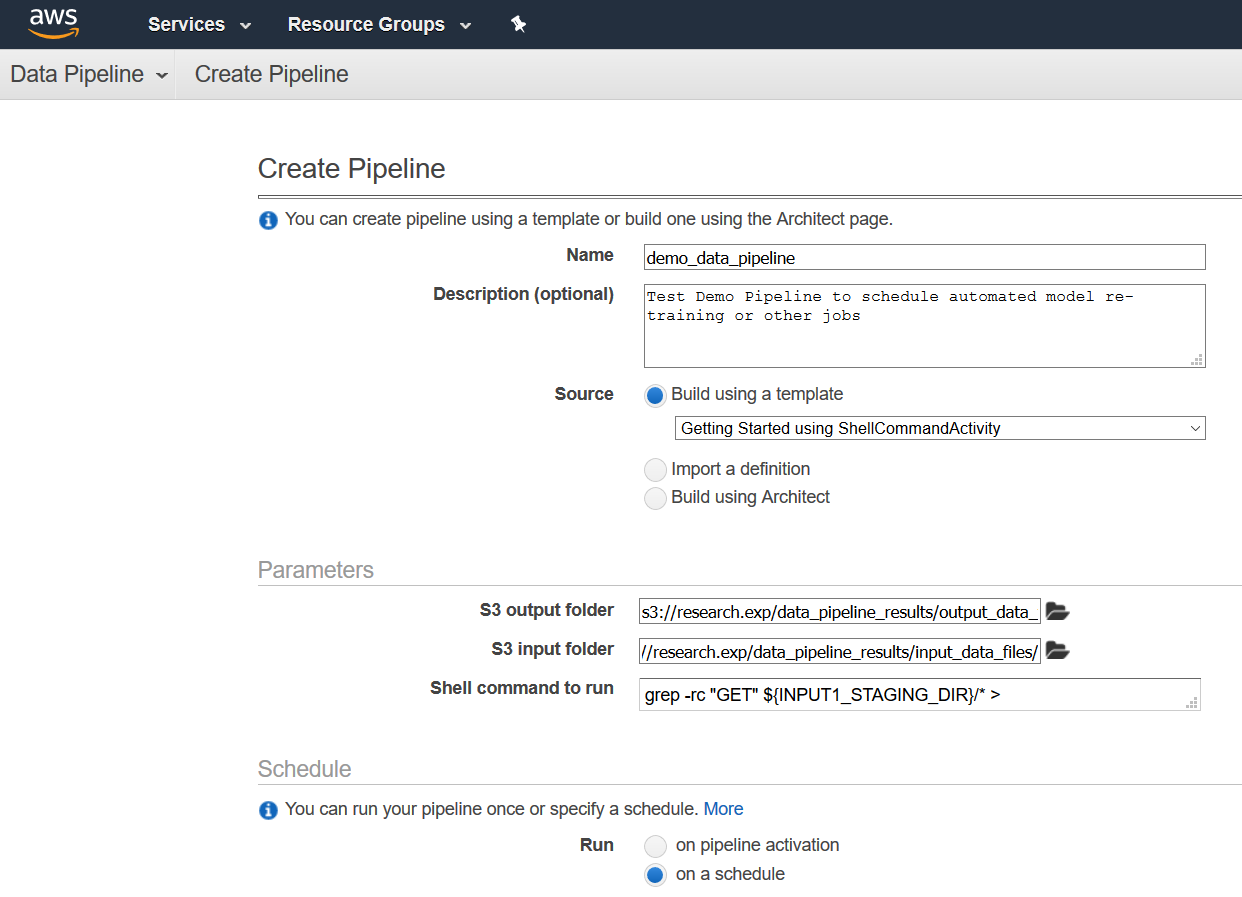 aws Services Resource Groups
Data Pipeline Create Pipeline
Create Pipeline
You can create pipeline using a template or build one using the Architect page.
Name demo_data_pipeline
Description (optional) Test Demo Pipeline to schedule automated model re-
training or other jobs
Source Build using a template
Getting Started using ShellCommandActivity
Import a definition
Build using Architect
Parameters
S3 output folder s3://research.exp/data_pipeline_results/output_data_
S3 input folder //research.exp/data_pipeline_results/input_data_files/
Shell command to run grep -rc "GET" ${INPUT1_STAGING_DIR}/* >
Schedule
You can run your pipeline once or specify a schedule. More
Run on pipeline activation
on a schedule